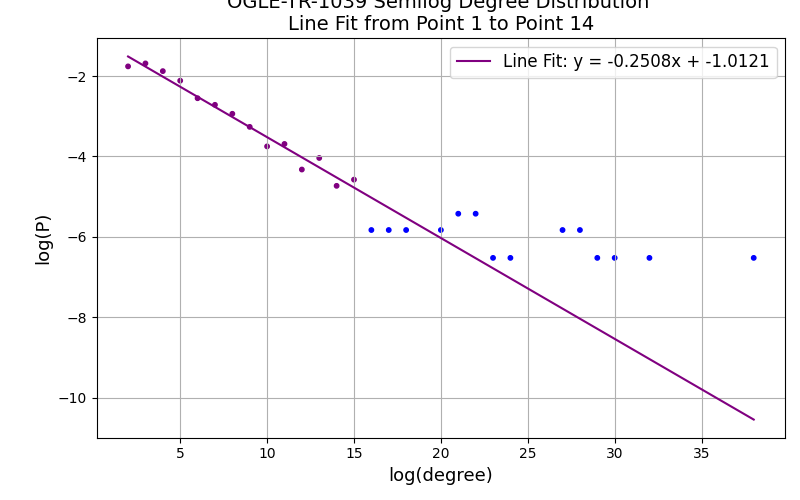 OGLE-TR-1039 Semilog Degree Distribution
Line Fit from Point 1 to Point 14
Line Fit: y = -0.2508x + -1.0121
−2
−4
−6
−8
−10
log(P)
5 10 15 20 25 30 35
log(degree)